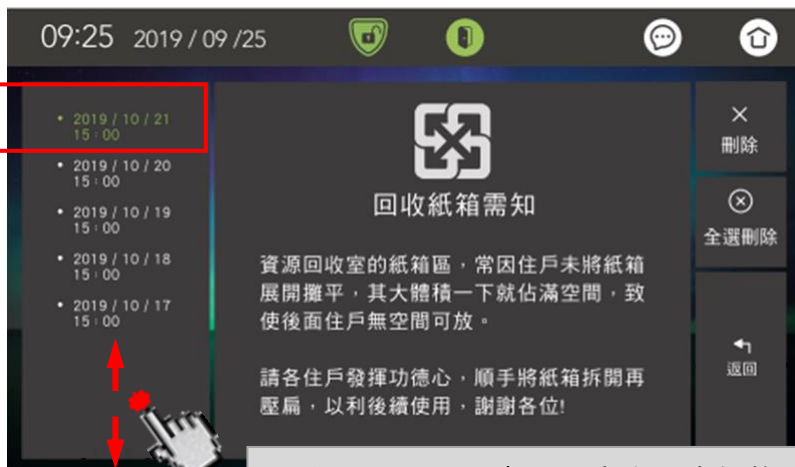 09:25 2019 / 09 /25
• 2019 / 10 / 21
15:00
• 2019 / 10 / 20
15:00
• 2019 / 10 / 19
15:00
• 2019 / 10 / 18
15:00
• 2019 / 10 / 17
15:00
回收紙箱需知
資源回收室的紙箱區，常因住戶未將紙箱
展開攤平，其大體積一下就佔滿空間，致
使後面住戶無空間可放。
請各住戶發揮功德心，順手將紙箱拆開再
壓扁，以利後續使用，謝謝各位!
刪除
全選刪除
返回